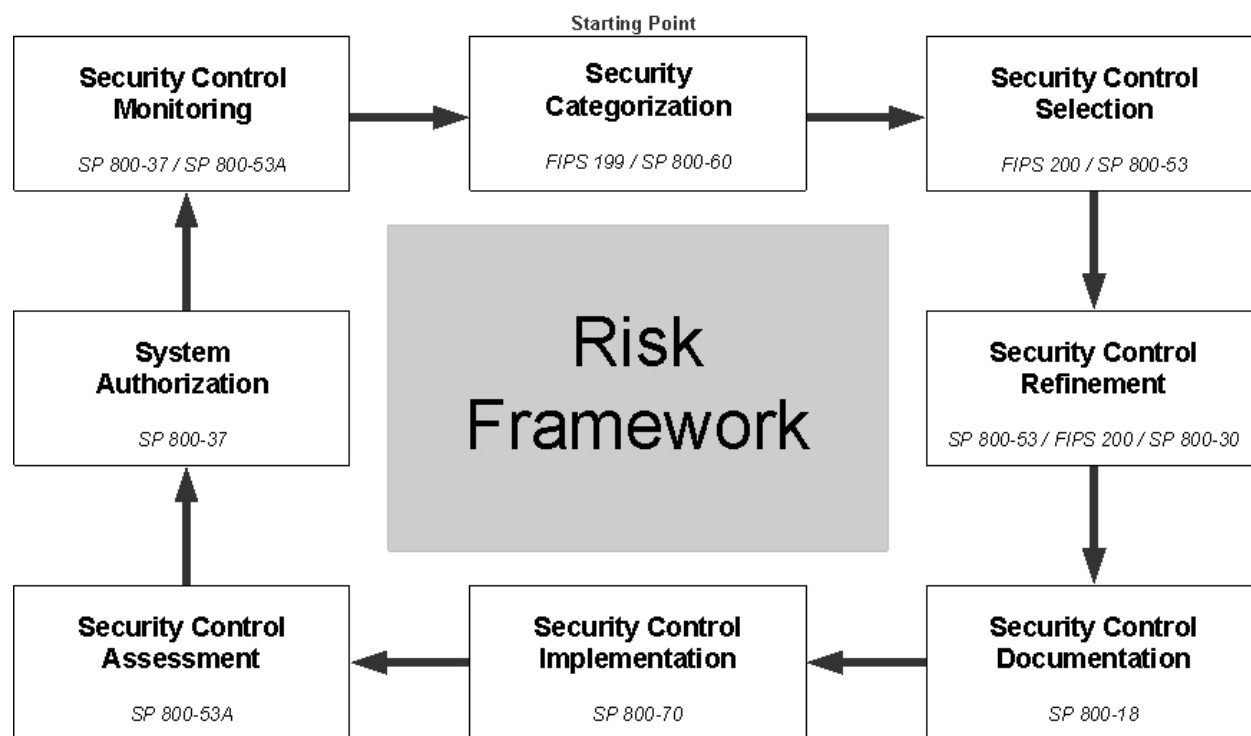 Starting Point
Security Control
Monitoring
SP 800-37 / SP 800-53A
Security
Categorization
FIPS 199 / SP 800-60
Security Control
Selection
FIPS 200 / SP 800-53
System
Authorization
SP 800-37
Risk
Framework
Security Control
Refinement
SP 800-53 / FIPS 200 / SP 800-30
Security Control
Assessment
SP 800-53A
Security Control
Implementation
SP 800-70
Security Control
Documentation
SP 800-18